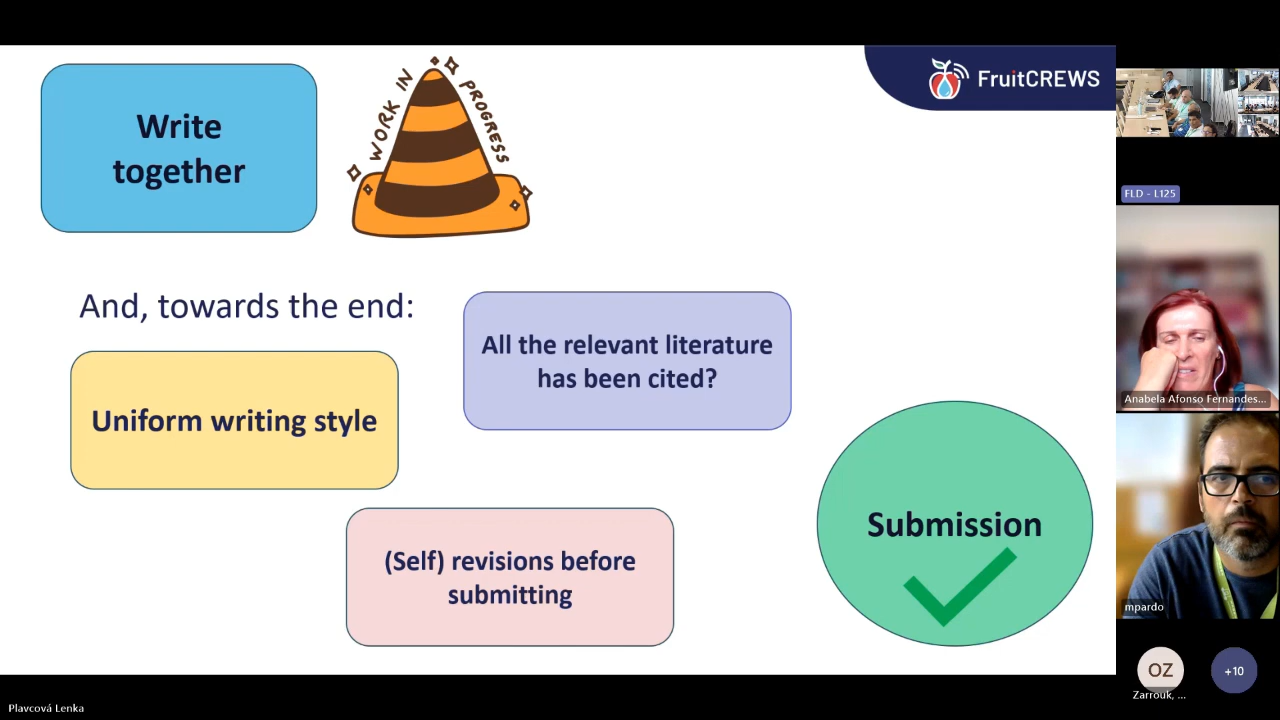 Write
together
WORK IN
PROGRESS
FruitCREWS
And, towards the end:
All the relevant literature
has been cited?
Uniform writing style
(Self) revisions before
submitting
Submission
FLD - L125
Anabela Afonso Fernandes...
mpardo
OZ
Zarrouk, ...
+10
Plavcová Lenka